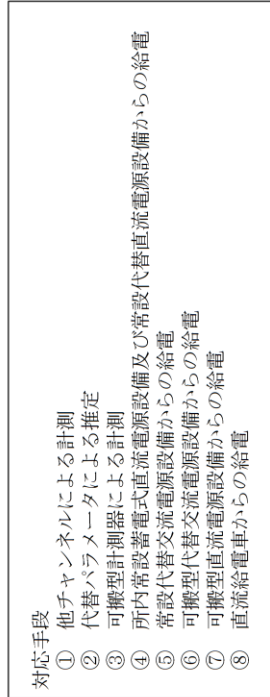 対応手段
① 他チャンネルによる計測
② 代替パラメータによる推定
③ 可搬型計測器による計測
④ 所内常設蓄電式直流電源設備及び常設代替直流電源設備からの給電
⑤ 常設代替交流電源設備からの給電
⑥ 可搬型代替交流電源設備からの給電
⑦ 可搬型直流電源設備からの給電
⑧ 直流給電車からの給電